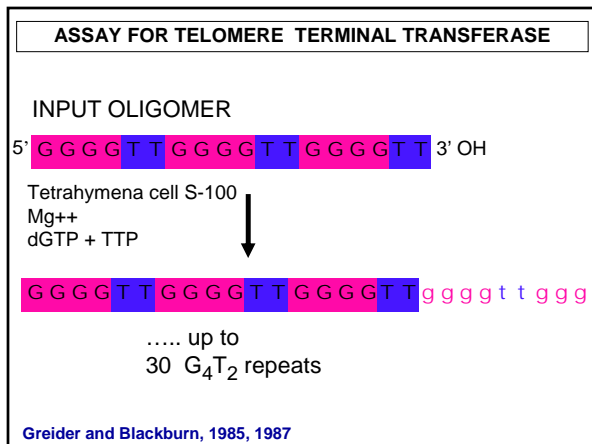 ASSAY FOR TELOMERE TERMINAL TRANSFERASE
INPUT OLIGOMER
5' G G G G T T G G G G T T G G G G T T 3' OH
Tetrahymena cell S-100
Mg++
dGTP + TTP
G G G G T T G G G G T T G G G G T T g g g g t t g g g
..... up to
30 G₄T₂ repeats
Greider and Blackburn, 1985, 1987